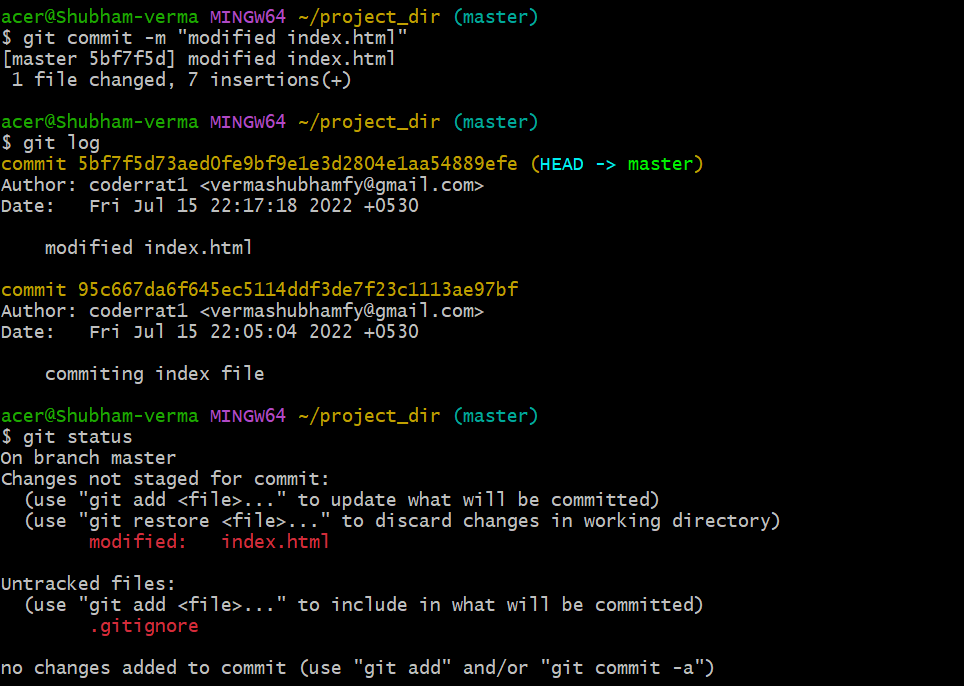 acer@Shubham-verma MINGW64 ~/project_dir (master)
$ git commit -m "modified index.html"
[master 5bf7f5d] modified index.html
 1 file changed, 7 insertions(+)

acer@Shubham-verma MINGW64 ~/project_dir (master)
$ git log
commit 5bf7f5d73aed0fe9bf9e1e3d2804e1aa54889efe (HEAD -> master)
Author: coderrat1 <vermashubhamfy@gmail.com>
Date:   Fri Jul 15 22:17:18 2022 +0530

    modified index.html

commit 95c667da6f645ec5114ddf3de7f23c1113ae97bf
Author: coderrat1 <vermashubhamfy@gmail.com>
Date:   Fri Jul 15 22:05:04 2022 +0530

    commiting index file

acer@Shubham-verma MINGW64 ~/project_dir (master)
$ git status
On branch master
Changes not staged for commit:
  (use "git add <file>..." to update what will be committed)
  (use "git restore <file>..." to discard changes in working directory)
        modified:   index.html

Untracked files:
  (use "git add <file>..." to include in what will be committed)
        .gitignore

no changes added to commit (use "git add" and/or "git commit -a")